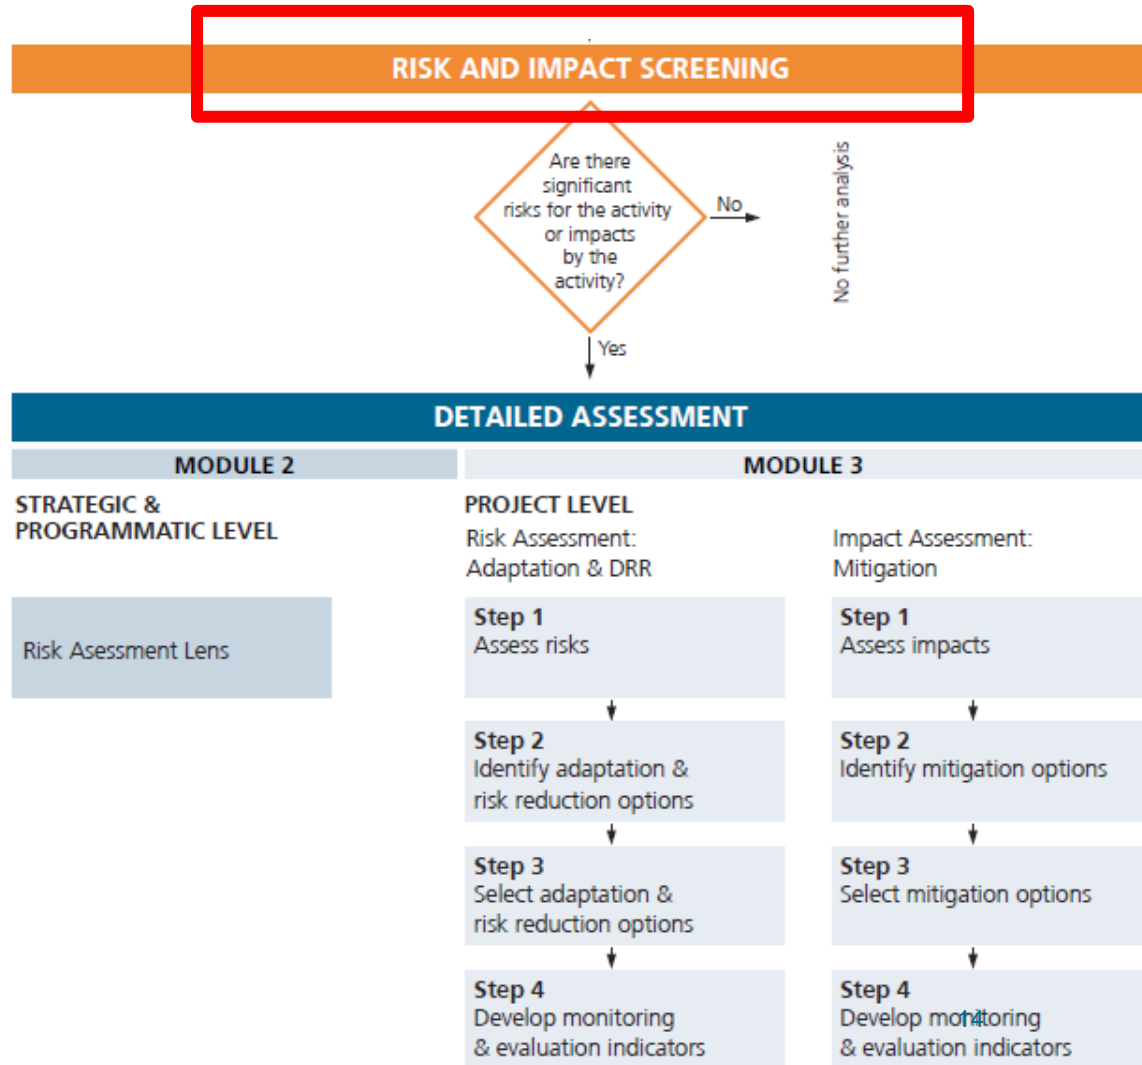 RISK AND IMPACT SCREENING
Are there
significant
risks for the activity
or impacts
by the
activity?
No
No further analysis
Yes
DETAILED ASSESSMENT
MODULE 2
MODULE 3
STRATEGIC &
PROGRAMMATIC LEVEL
PROJECT LEVEL
Risk Assessment:
Adaptation & DRR
Impact Assessment:
Mitigation
Risk Asessment Lens
Step 1
Assess risks
Step 1
Assess impacts
Step 2
Identify adaptation &
risk reduction options
Step 2
Identify mitigation options
Step 3
Select adaptation &
risk reduction options
Step 3
Select mitigation options
Step 4
Develop monitoring
& evaluation indicators
Step 4
Develop monitoring
& evaluation indicators
14